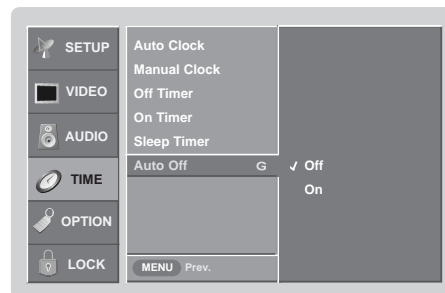 SETUP
VIDEO
AUDIO
TIME
OPTION
LOCK
Auto Clock
Manual Clock
Off Timer
On Timer
Sleep Timer
Auto Off G
✓ Off
On
MENU Prev.